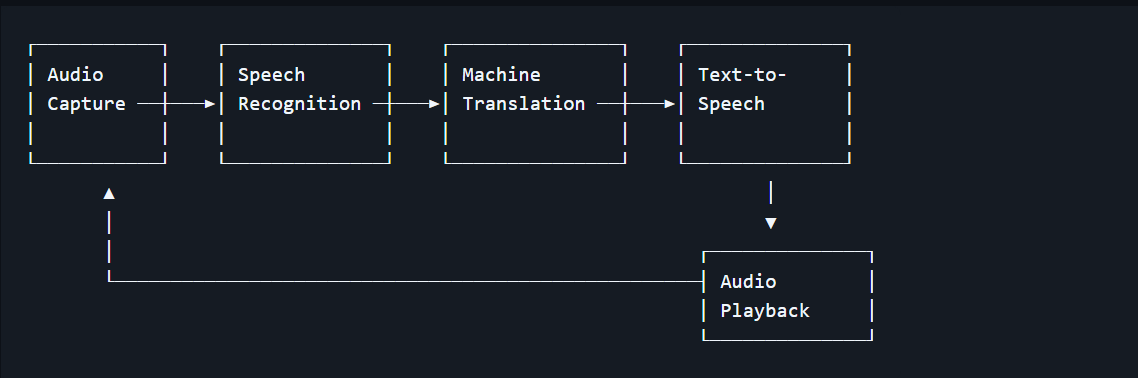 Audio Speech Machine Text-to-
Capture Recognition Translation Speech
Audio
Playback